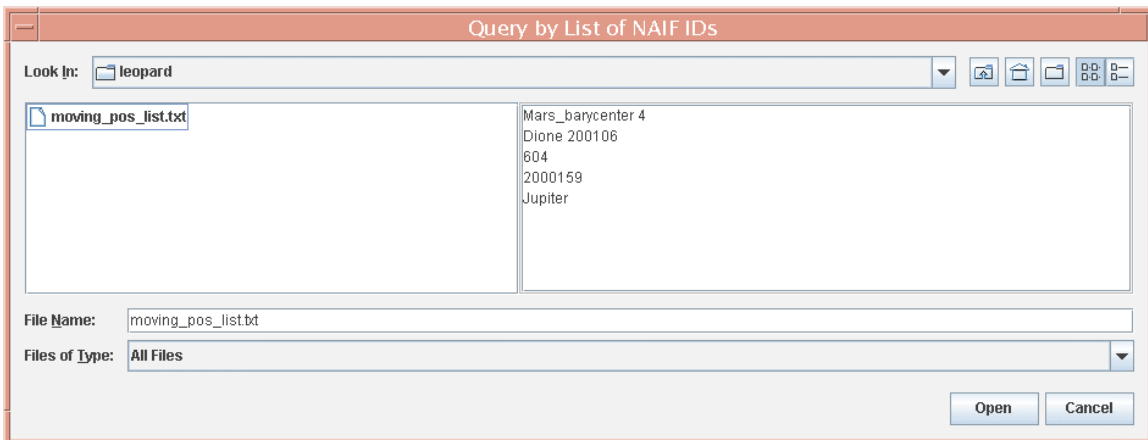 Query by List of NAIF IDs
Look In: leopard
moving_pos_list.txt
Mars_barycenter 4
Dione 200106
604
2000159
Jupiter
File Name: moving_pos_list.txt
Files of Type: All Files
Open Cancel